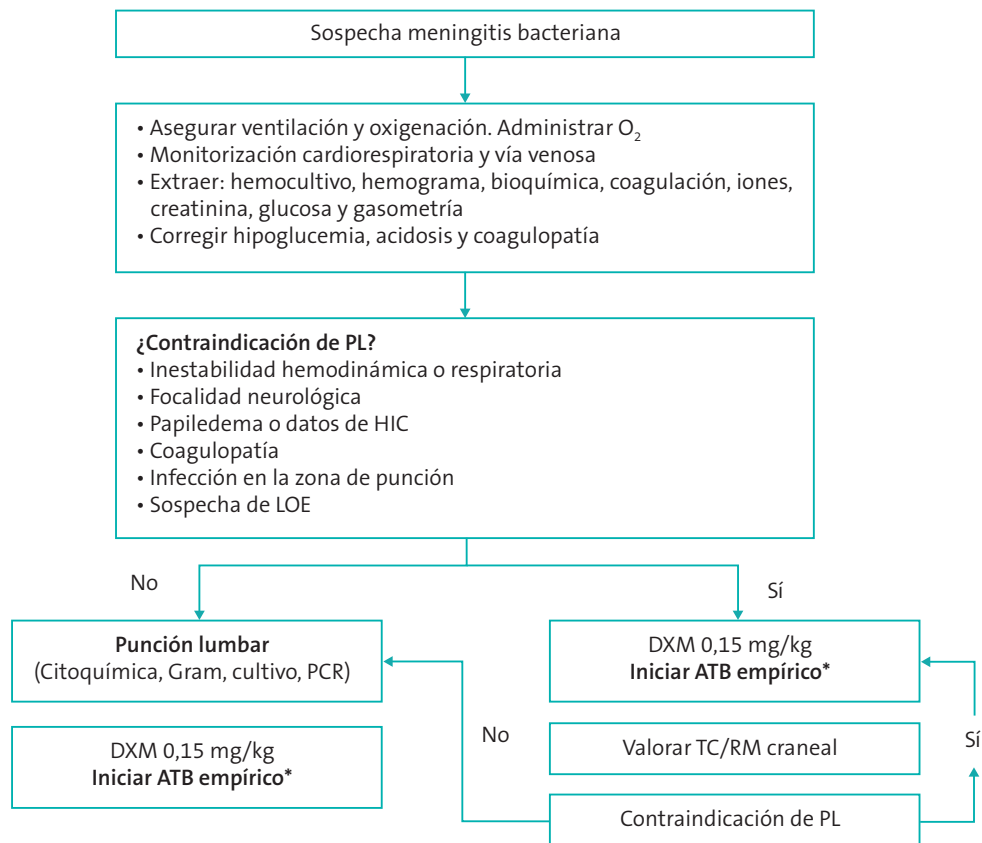 Sospecha meningitis bacteriana
• Asegurar ventilación y oxigenación. Administrar O₂
• Monitorización cardiorespiratoria y vía venosa
• Extraer: hemocultivo, hemograma, bioquímica, coagulación, iones,
creatinina, glucosa y gasometría
• Corregir hipoglucemia, acidosis y coagulopatía
¿Contraindicación de PL?
• Inestabilidad hemodinámica o respiratoria
• Focalidad neurológica
• Papiledema o datos de HIC
• Coagulopatía
• Infección en la zona de punción
• Sospecha de LOE
No
Sí
Punción lumbar
(Citoquímica, Gram, cultivo, PCR)
DXM 0,15 mg/kg
Iniciar ATB empírico*
DXM 0,15 mg/kg
Iniciar ATB empírico*
No
Valorar TC/RM craneal
Sí
Contraindicación de PL